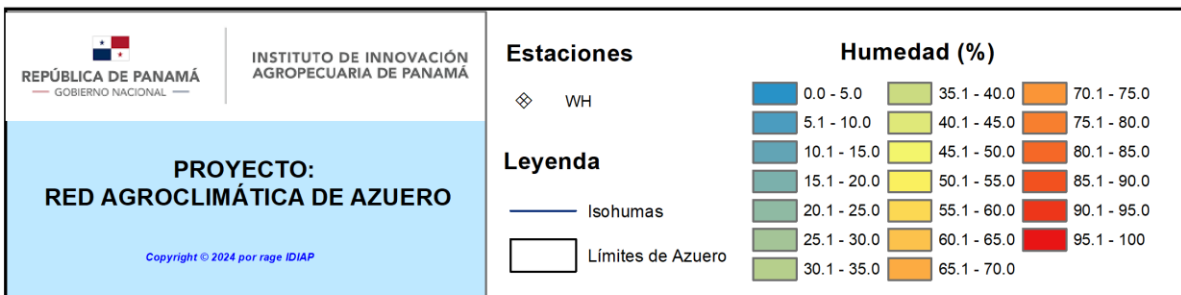 REPÚBLICA DE PANAMÁ
GOBIERNO NACIONAL
INSTITUTO DE INNOVACIÓN
AGROPECUARIA DE PANAMÁ
PROYECTO:
RED AGROCLIMÁTICA DE AZUERO
Copyright © 2024 por rage IDIAP
Estaciones
WH
Leyenda
Isohumas
Límites de Azuero
Humedad (%)
0.0 - 5.0
5.1 - 10.0
10.1 - 15.0
15.1 - 20.0
20.1 - 25.0
25.1 - 30.0
30.1 - 35.0
35.1 - 40.0
40.1 - 45.0
45.1 - 50.0
50.1 - 55.0
55.1 - 60.0
60.1 - 65.0
65.1 - 70.0
70.1 - 75.0
75.1 - 80.0
80.1 - 85.0
85.1 - 90.0
90.1 - 95.0
95.1 - 100